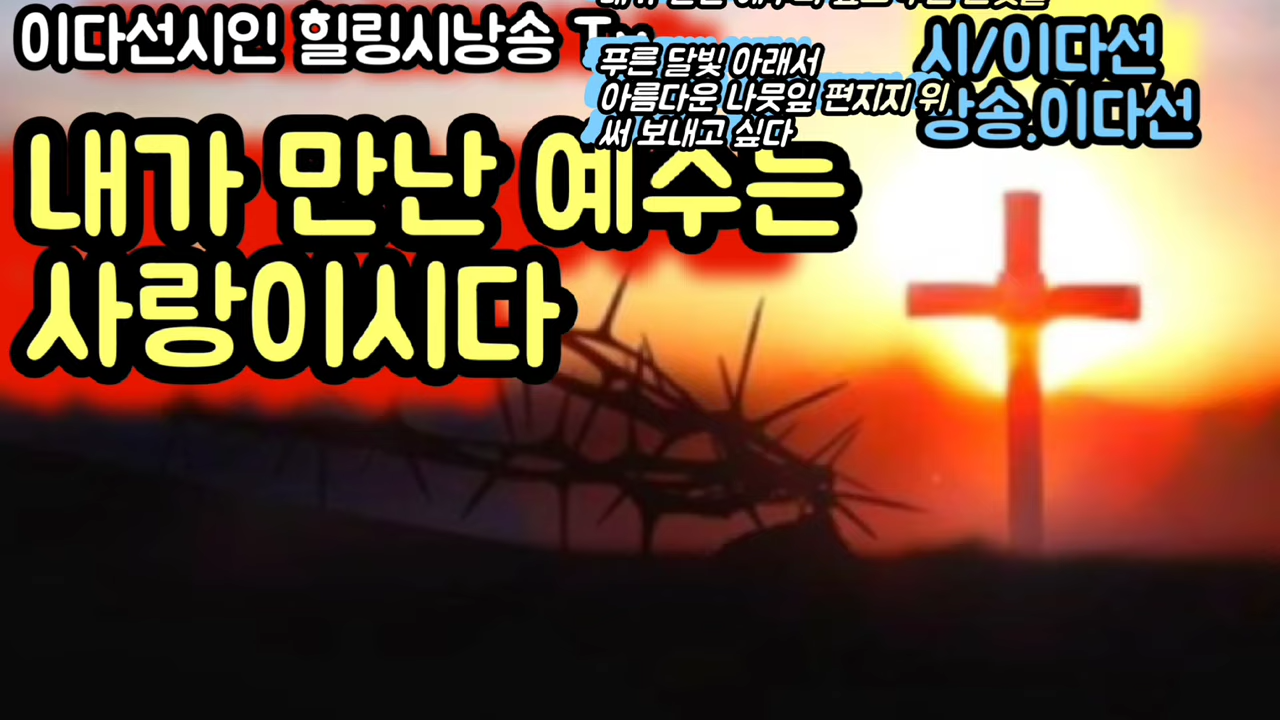 이다선시인 힐링시낭송 Tv
시/이다선
낭송.이다선
푸른 달빛 아래서
아름다운 나뭇잎 편지지 위
써 보내고 싶다
내가 만난 예수는
사랑이시다